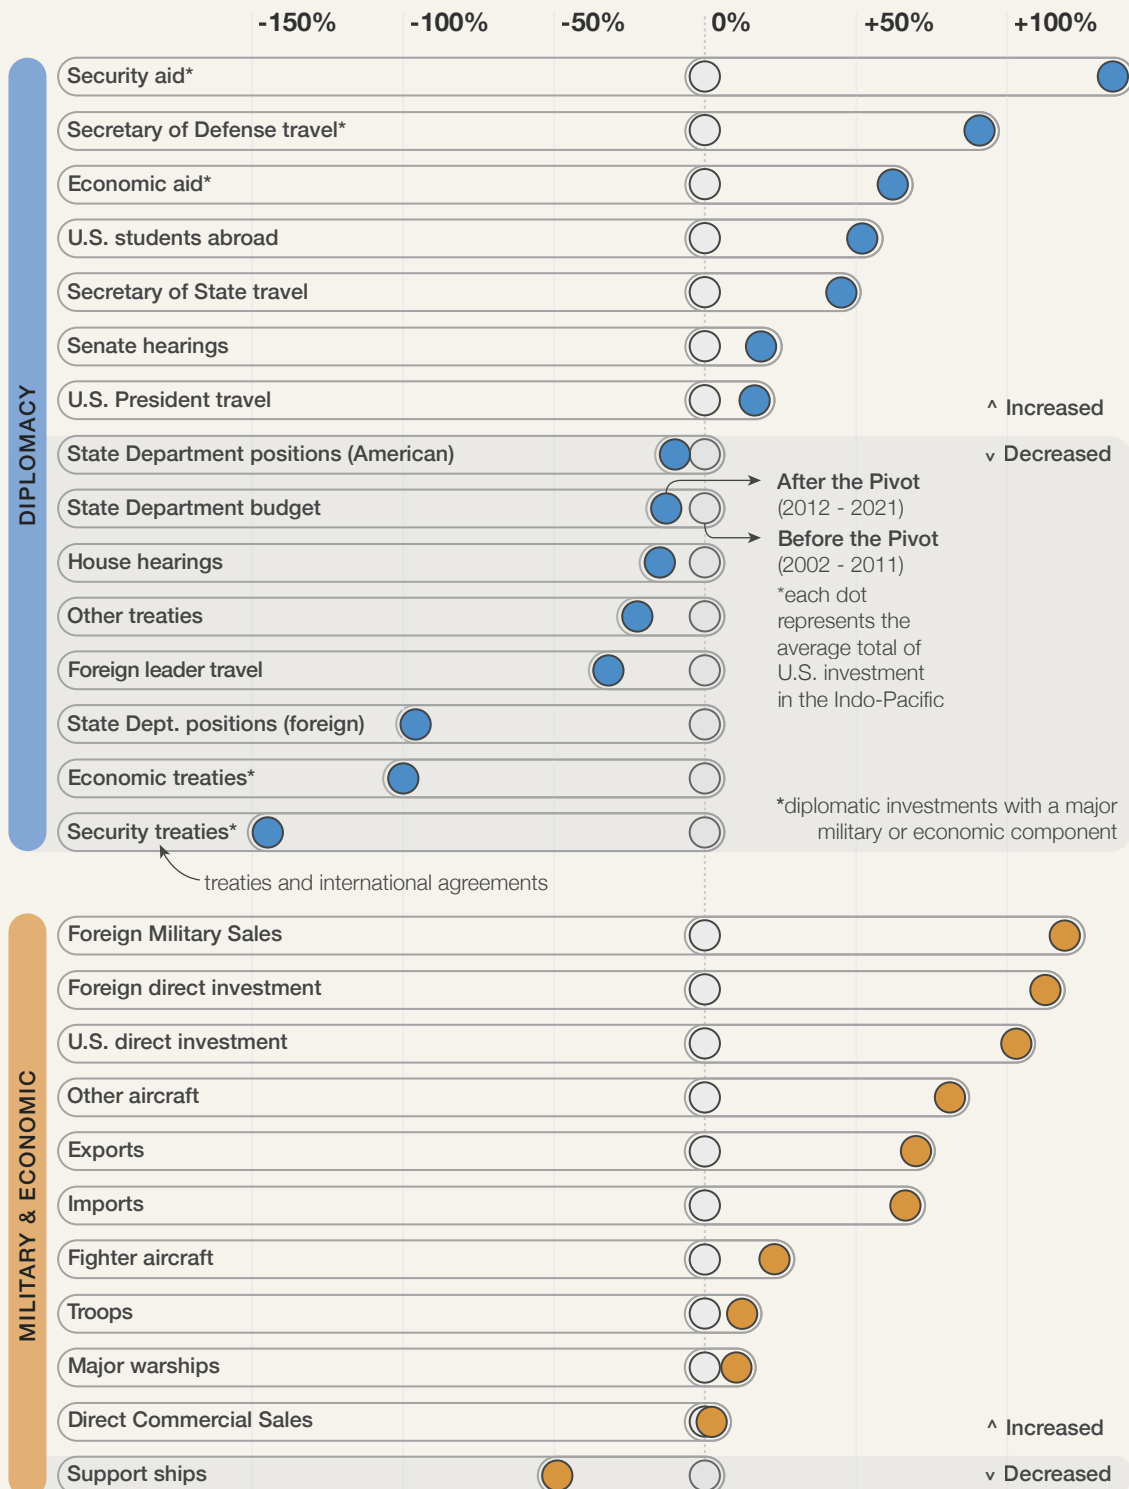 -150% -100% -50% 0% +50% +100%
DIPLOMACY
Security aid*
Secretary of Defense travel*
Economic aid*
U.S. students abroad
Secretary of State travel
Senate hearings
U.S. President travel
^ Increased
State Department positions (American)
v Decreased
State Department budget
After the Pivot
(2012 - 2021)
Before the Pivot
(2002 - 2011)
House hearings
*each dot
represents the
average total of
U.S. investment
in the Indo-Pacific
Other treaties
Foreign leader travel
State Dept. positions (foreign)
Economic treaties*
*diplomatic investments with a major
military or economic component
Security treaties*
treaties and international agreements
MILITARY & ECONOMIC
Foreign Military Sales
Foreign direct investment
U.S. direct investment
Other aircraft
Exports
Imports
Fighter aircraft
Troops
Major warships
Direct Commercial Sales
^ Increased
Support ships
v Decreased